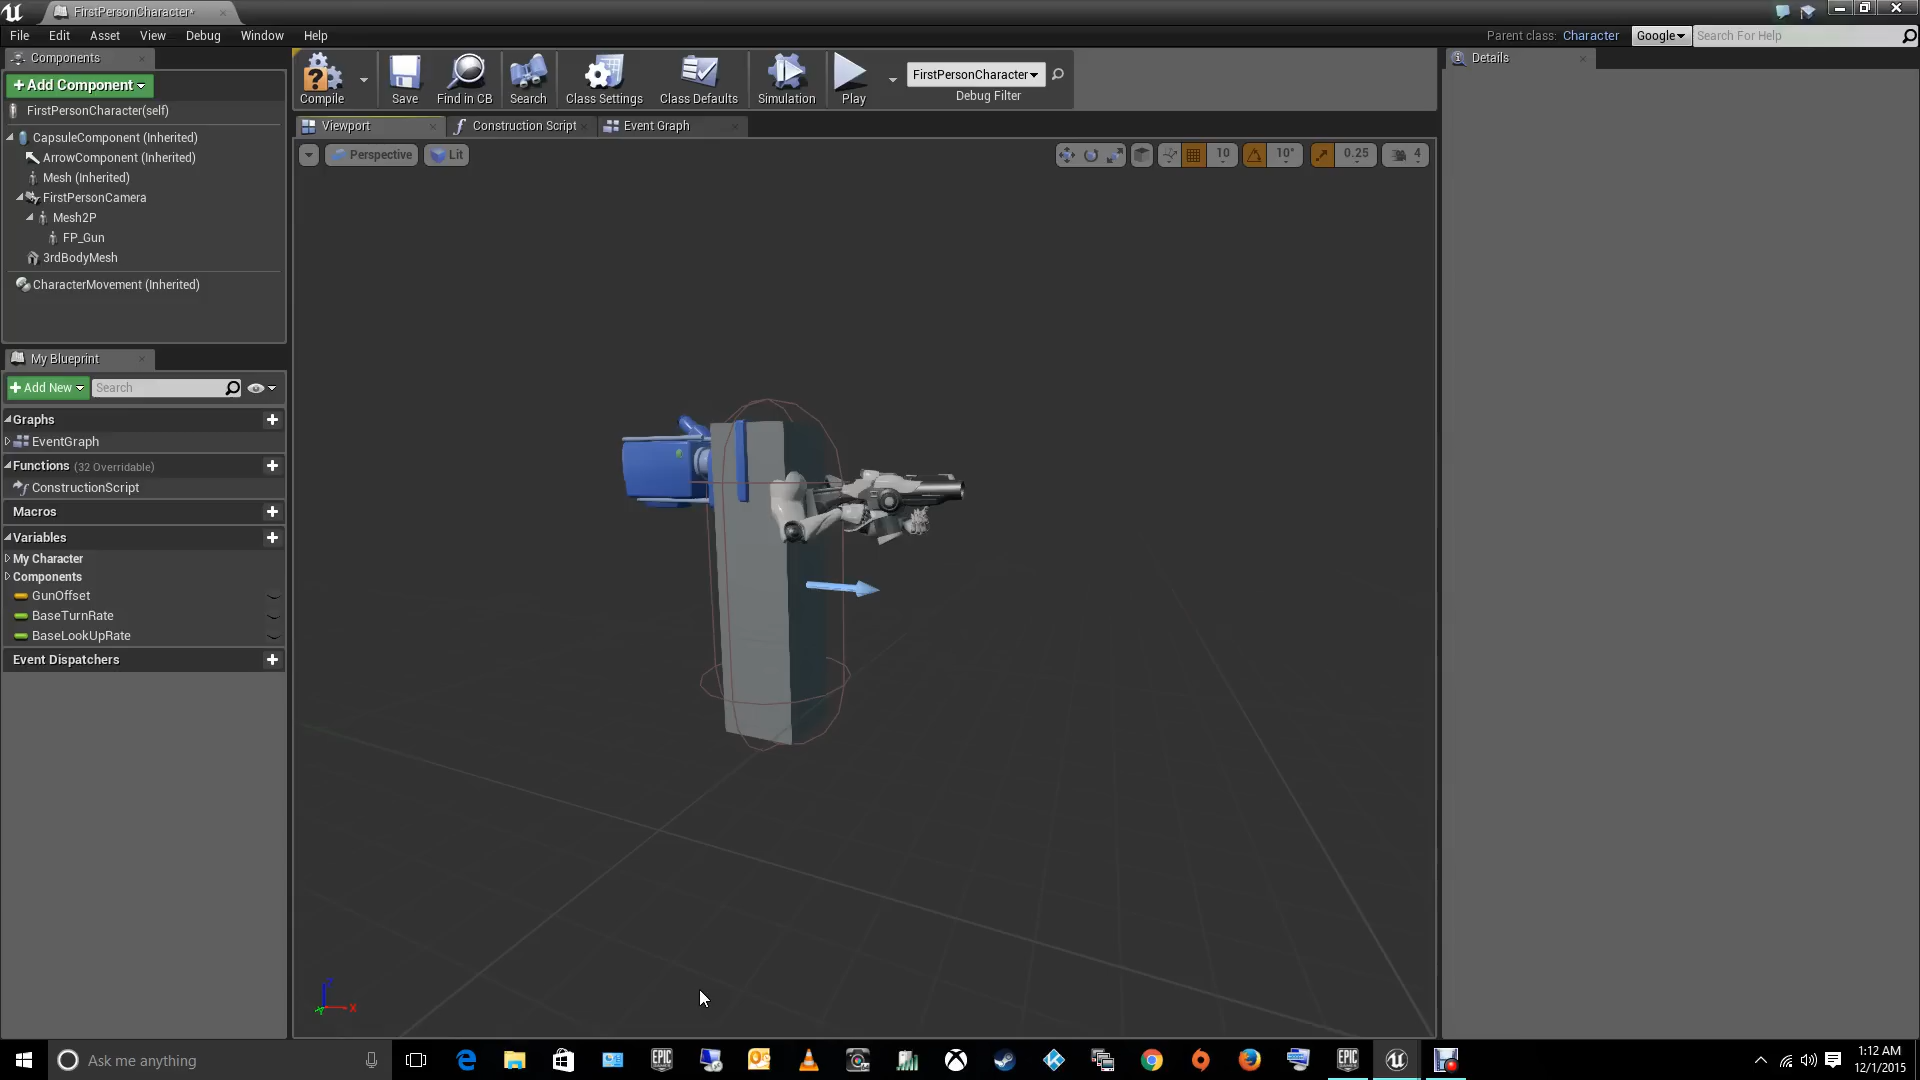 FirstPersonCharacter*
File Edit Asset View Debug Window Help
Parent class: Character Google Search For Help
Components
+Add Component
FirstPersonCharacter(self)
CapsuleComponent (Inherited)
ArrowComponent (Inherited)
Mesh (Inherited)
FirstPersonCamera
Mesh2P
FP_Gun
3rdBodyMesh
CharacterMovement (Inherited)
My Blueprint
+Add New Search
Graphs
EventGraph
Functions (32 Overridable)
ConstructionScript
Macros
Variables
My Character
Components
GunOffset
BaseTurnRate
BaseLookUpRate
Event Dispatchers
Compile Save Find in CB Search Class Settings Class Defaults Simulation Play
FirstPersonCharacter
Debug Filter
Viewport Construction Script Event Graph
Perspective Lit
10 10° 0.25 4
Z
X
Y
Details
Ask me anything
EPIC GAMES
EPIC GAMES
1:12 AM
12/1/2015